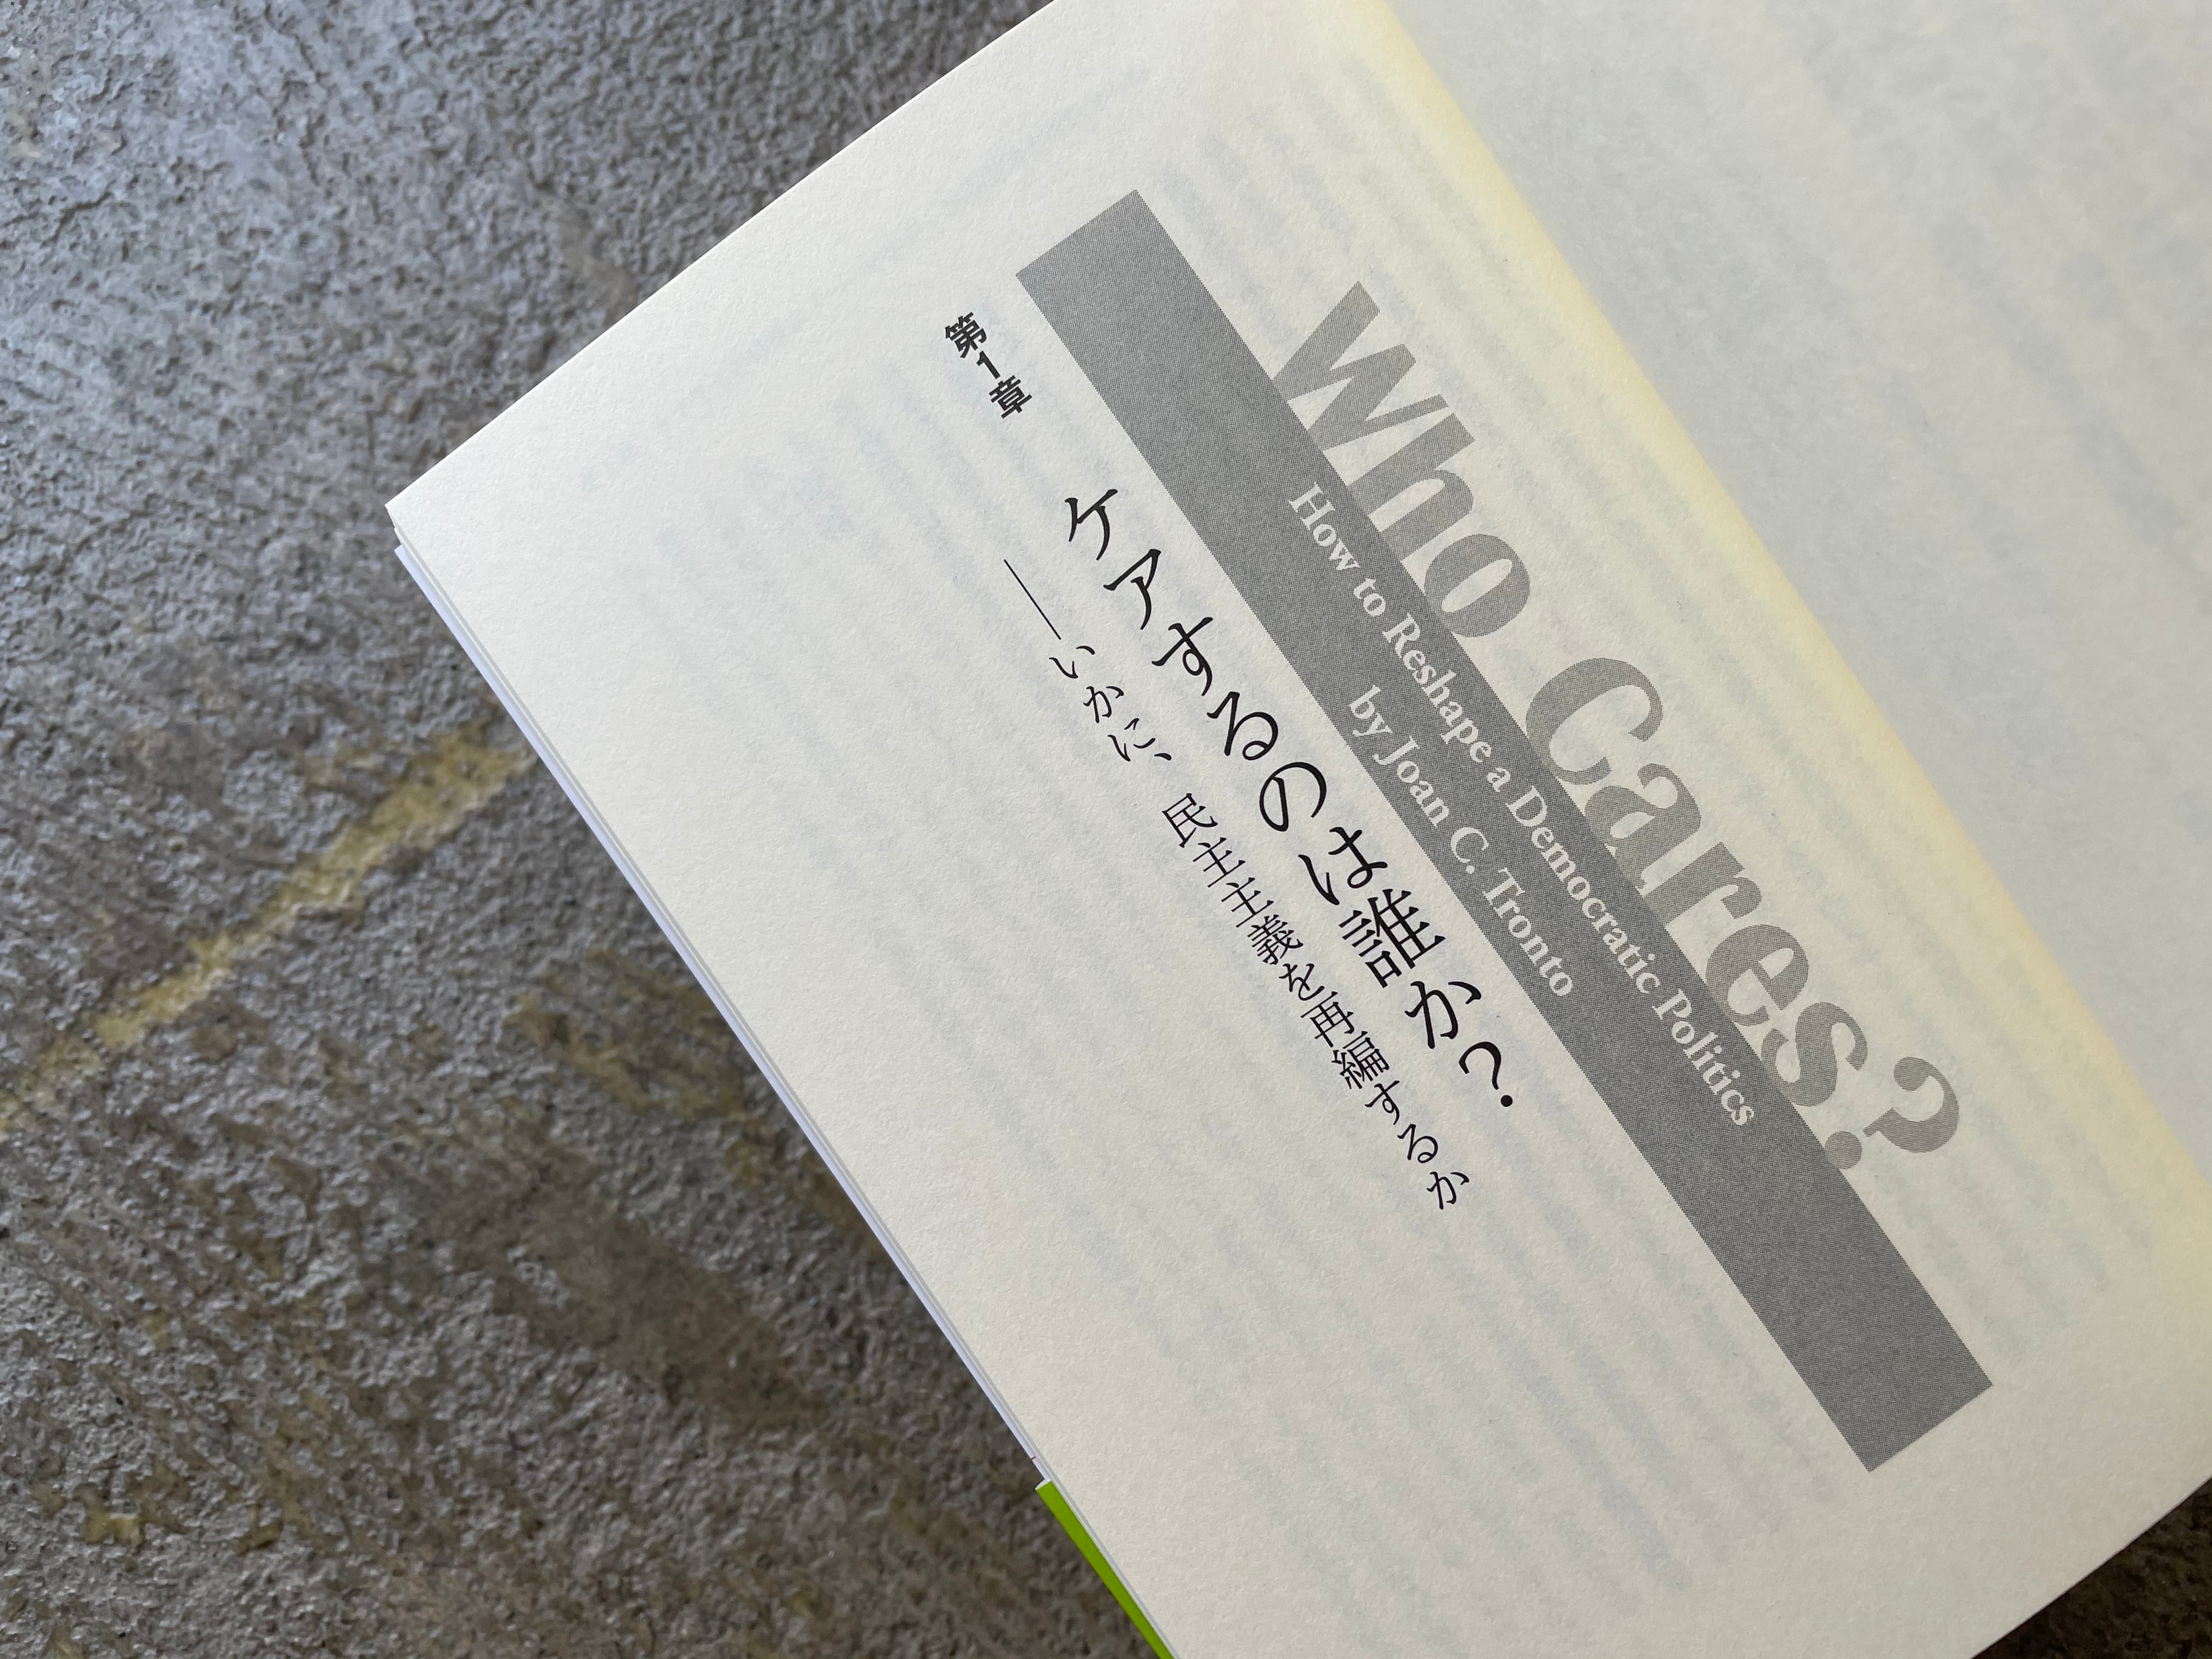 Who Cares?
How to Reshape a Democratic Politics
by Joan C. Tronto
第1章
ケアするのは誰か?
──いかに、民主主義を再編するか